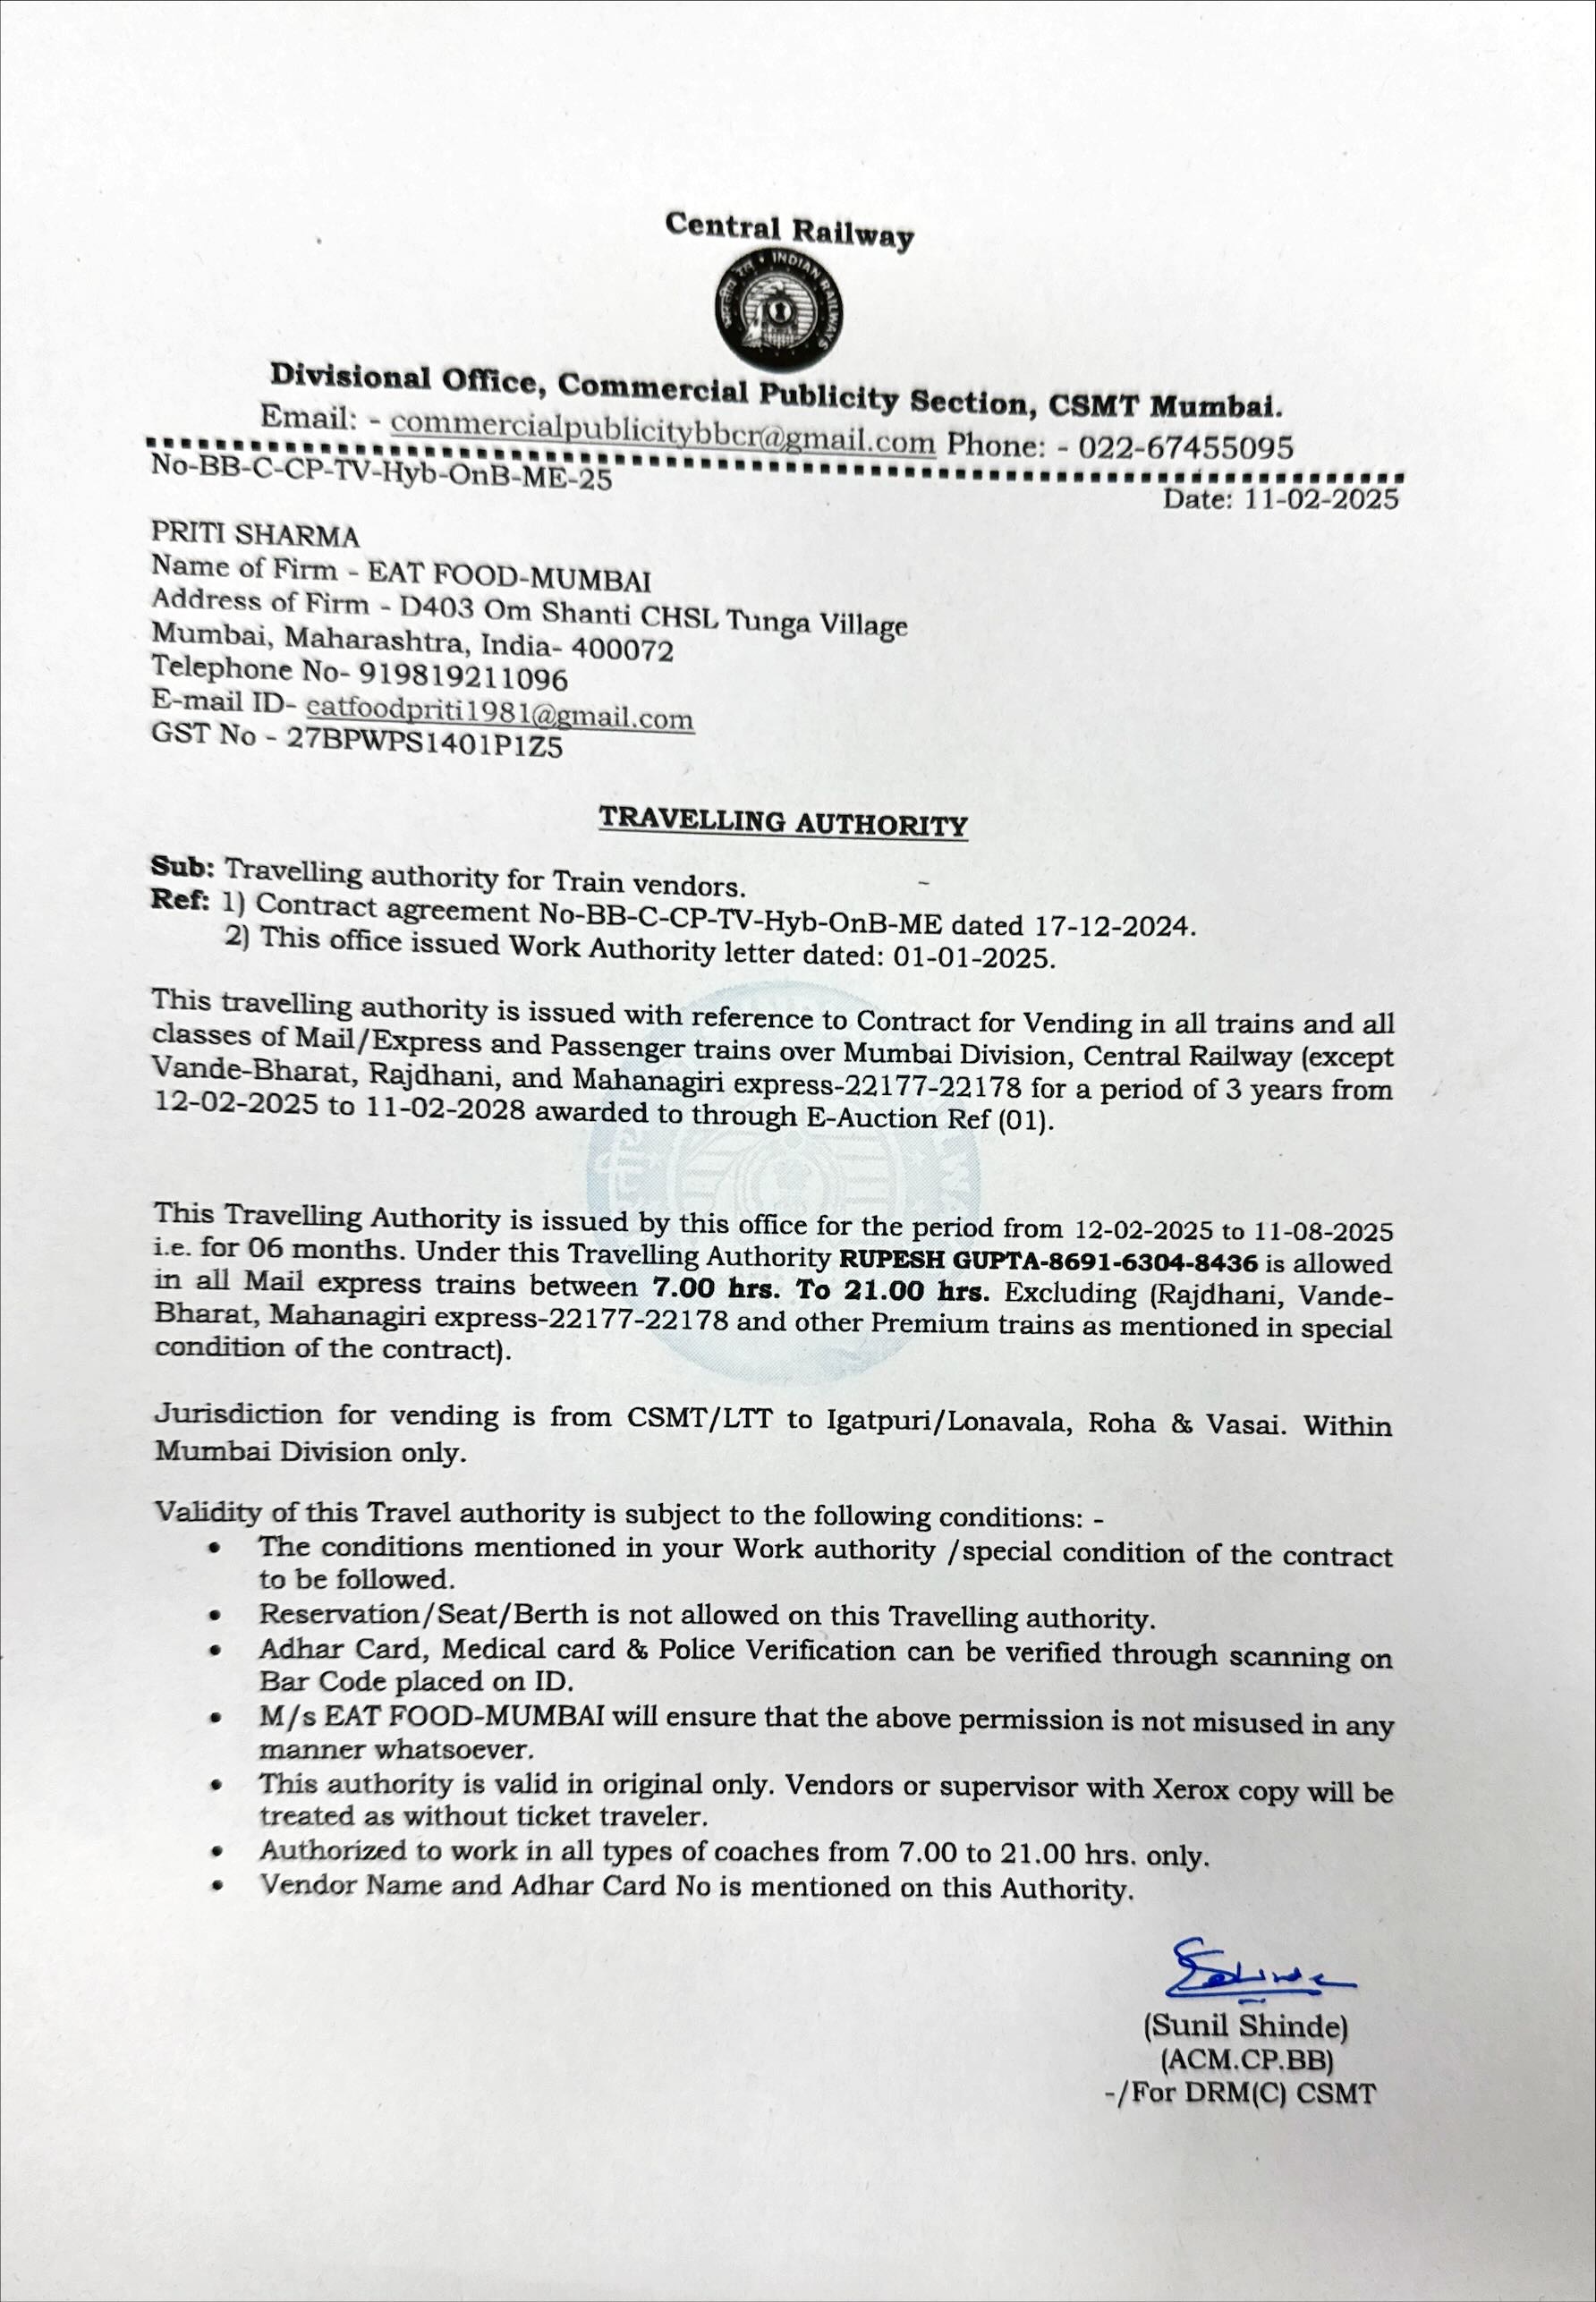 Central Railway
भारतीय रेल • INDIAN RAILWAYS
Divisional Office, Commercial Publicity Section, CSMT Mumbai.
Email: - commercialpublicitybbcr@gmail.com Phone: - 022-67455095
No-BB-C-CP-TV-Hyb-OnB-ME-25
Date: 11-02-2025
PRITI SHARMA
Name of Firm - EAT FOOD-MUMBAI
Address of Firm - D403 Om Shanti CHSL Tunga Village
Mumbai, Maharashtra, India- 400072
Telephone No- 919819211096
E-mail ID- eatfoodpriti1981@gmail.com
GST No - 27BPWPS1401P1Z5
TRAVELLING AUTHORITY
Sub: Travelling authority for Train vendors.
Ref: 1) Contract agreement No-BB-C-CP-TV-Hyb-OnB-ME dated 17-12-2024.
2) This office issued Work Authority letter dated: 01-01-2025.
This travelling authority is issued with reference to Contract for Vending in all trains and all
classes of Mail/Express and Passenger trains over Mumbai Division, Central Railway (except
Vande-Bharat, Rajdhani, and Mahanagiri express-22177-22178 for a period of 3 years from
12-02-2025 to 11-02-2028 awarded to through E-Auction Ref (01).
This Travelling Authority is issued by this office for the period from 12-02-2025 to 11-08-2025
i.e. for 06 months. Under this Travelling Authority RUPESH GUPTA-8691-6304-8436 is allowed
in all Mail express trains between 7.00 hrs. To 21.00 hrs. Excluding (Rajdhani, Vande-
Bharat, Mahanagiri express-22177-22178 and other Premium trains as mentioned in special
condition of the contract).
Jurisdiction for vending is from CSMT/LTT to Igatpuri/Lonavala, Roha & Vasai. Within
Mumbai Division only.
Validity of this Travel authority is subject to the following conditions: -
• The conditions mentioned in your Work authority /special condition of the contract
to be followed.
• Reservation/Seat/Berth is not allowed on this Travelling authority.
• Adhar Card, Medical card & Police Verification can be verified through scanning on
Bar Code placed on ID.
• M/s EAT FOOD-MUMBAI will ensure that the above permission is not misused in any
manner whatsoever.
• This authority is valid in original only. Vendors or supervisor with Xerox copy will be
treated as without ticket traveler.
• Authorized to work in all types of coaches from 7.00 to 21.00 hrs. only.
• Vendor Name and Adhar Card No is mentioned on this Authority.
(Sunil Shinde)
(ACM.CP.BB)
-/For DRM(C) CSMT